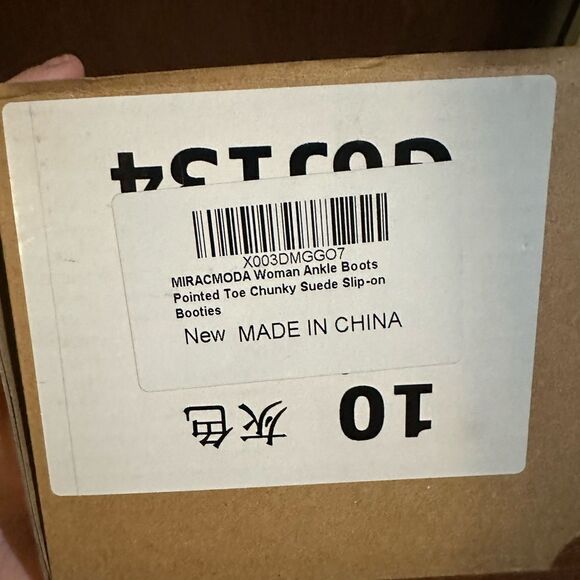 X003DMGGO7
MIRACMODA Woman Ankle Boots
Pointed Toe Chunky Suede Slip-on
Booties
New MADE IN CHINA
10 灰色